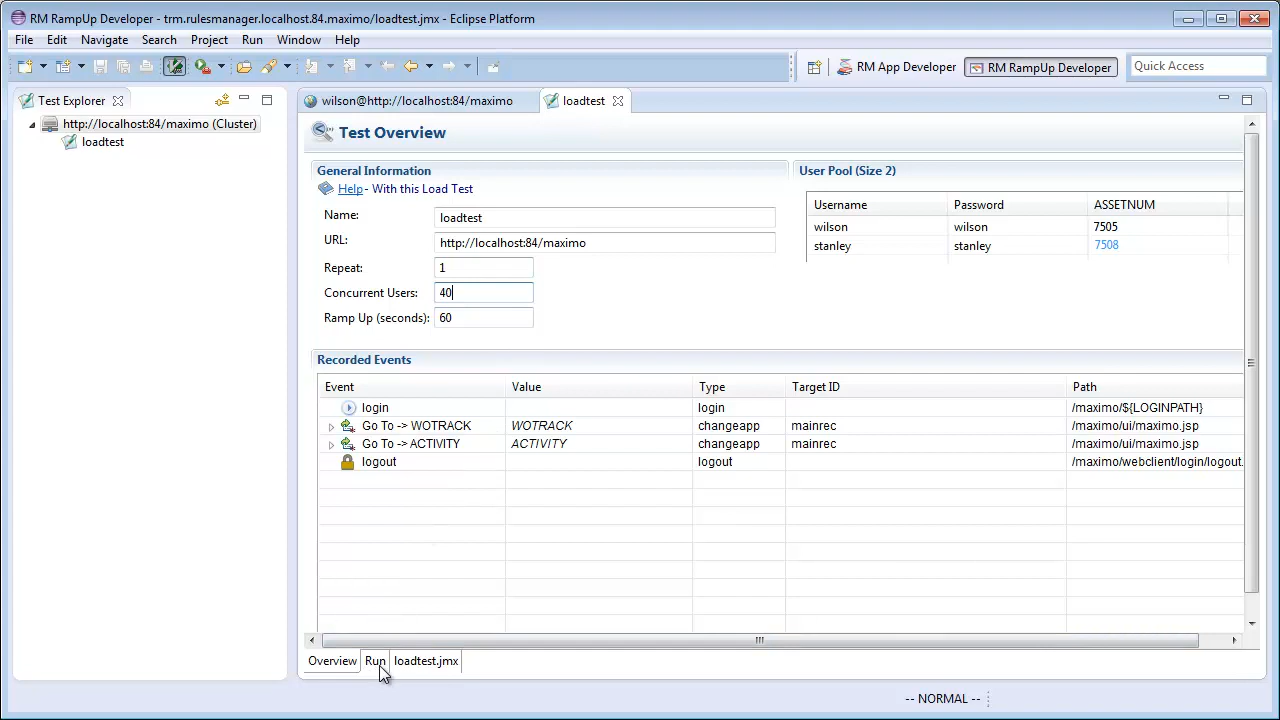 RM RampUp Developer - trm.rulesmanager.localhost.84.maximo/loadtest.jmx - Eclipse Platform
File Edit Navigate Search Project Run Window Help
RM App Developer RM RampUp Developer Quick Access
Test Explorer
http://localhost:84/maximo (Cluster)
loadtest
wilson@http://localhost:84/maximo loadtest
Test Overview
General Information
Help - With this Load Test
Name: loadtest
URL: http://localhost:84/maximo
Repeat: 1
Concurrent Users: 40
Ramp Up (seconds): 60
User Pool (Size 2)
Username Password ASSETNUM
wilson wilson 7505
stanley stanley 7508
Recorded Events
Event Value Type Target ID Path
login login /maximo/${LOGINPATH}
Go To -> WOTRACK WOTRACK changeapp mainrec /maximo/ui/maximo.jsp
Go To -> ACTIVITY ACTIVITY changeapp mainrec /maximo/ui/maximo.jsp
logout logout /maximo/webclient/login/logout.
Overview Run loadtest.jmx
-- NORMAL --